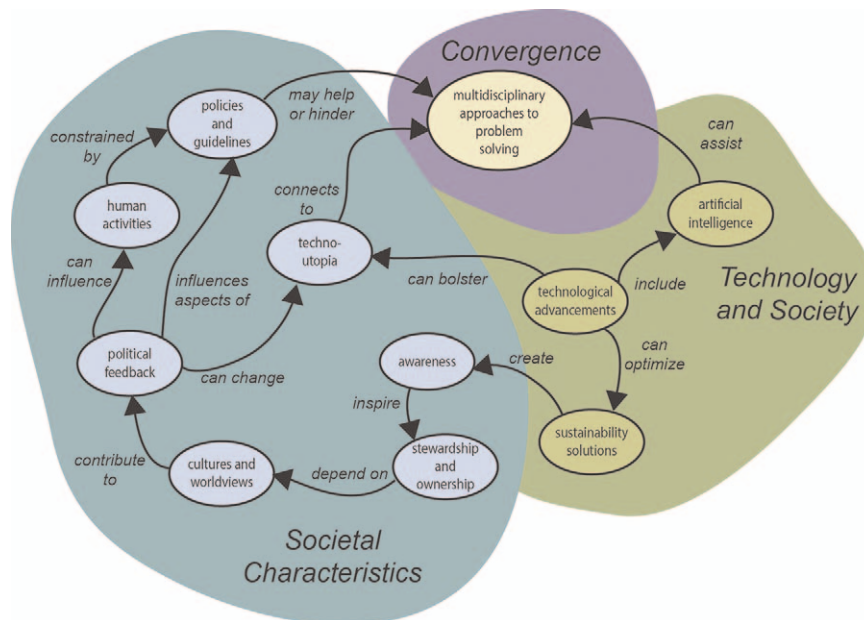 Convergence
multidisciplinary
approaches to
problem
solving
policies
and
guidelines
may help
or hinder
constrained
by
can
assist
human
activities
connects
to
artificial
intelligence
techno-
utopia
can
influence
influences
aspects of
can bolster
technological
advancements
include
Technology
and Society
political
feedback
can change
awareness
create
can
optimize
inspire
sustainability
solutions
contribute
to
cultures and
worldviews
depend on
stewardship
and
ownership
Societal
Characteristics